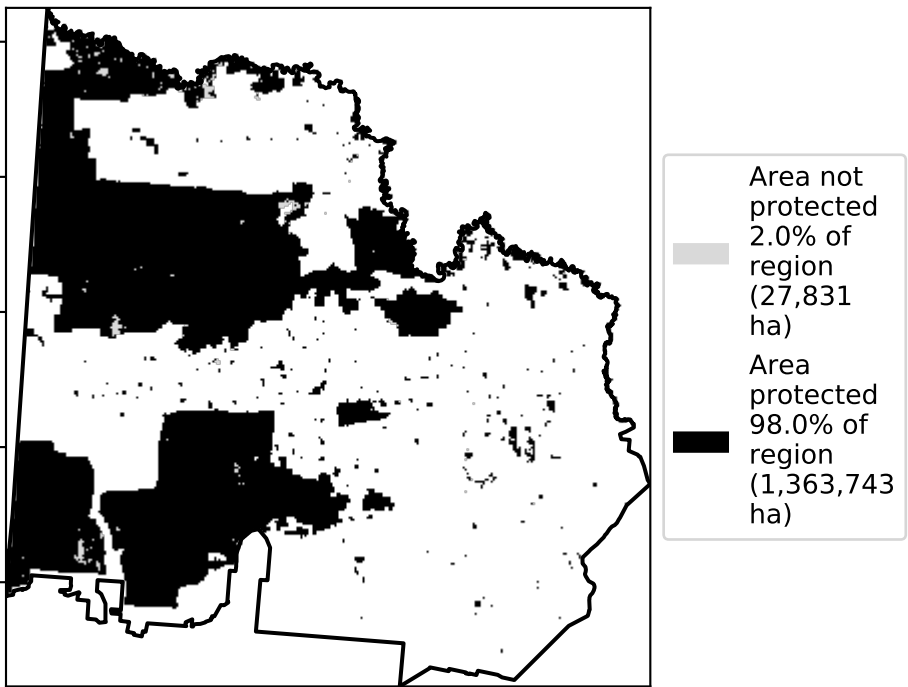 Area not
protected
2.0% of
region
(27,831
ha)
Area
protected
98.0% of
region
(1,363,743
ha)